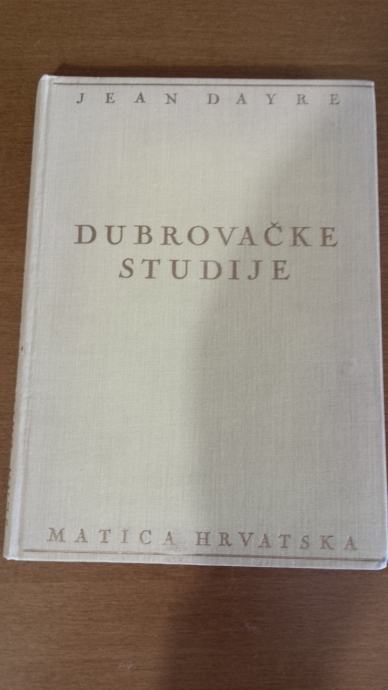 JEAN DAYRE
DUBROVAČKE
STUDIJE
MATICA HRVATSKA